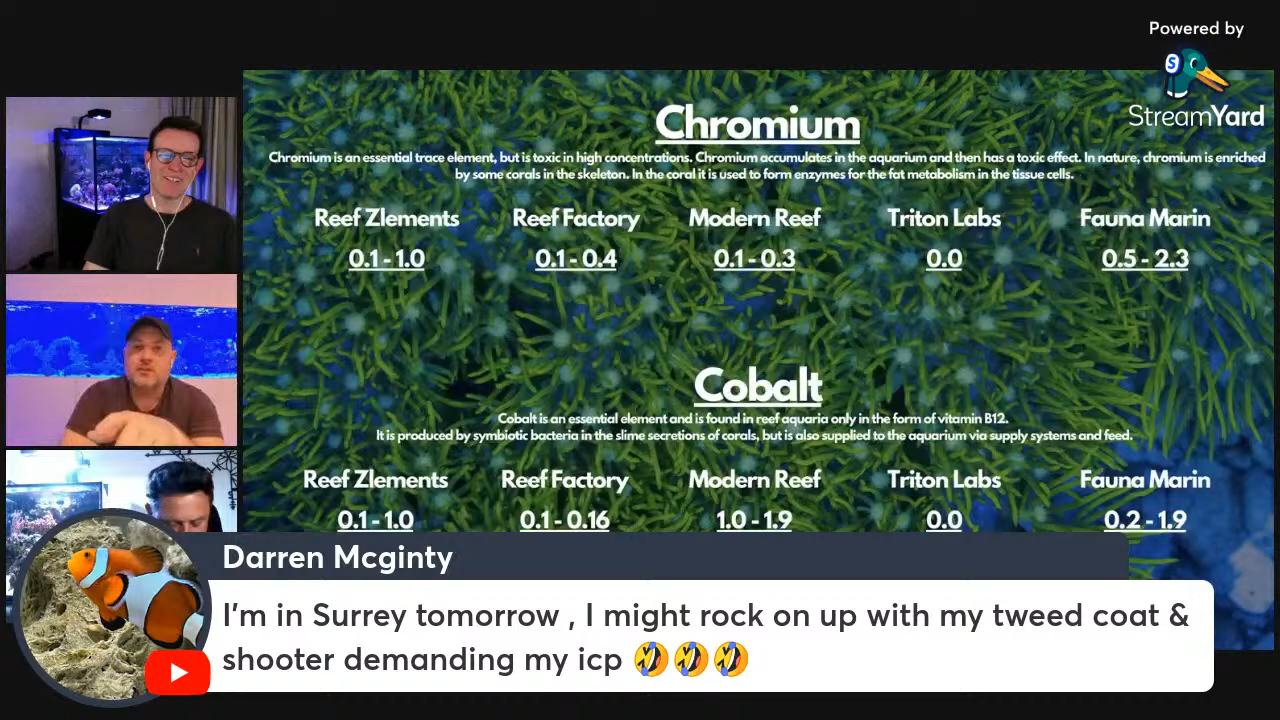 Powered by
StreamYard
Chromium
Chromium is an essential trace element, but is toxic in high concentrations. Chromium accumulates in the aquarium and then has a toxic effect. In nature, chromium is enriched
by some corals in the skeleton. In the coral it is used to form enzymes for the fat metabolism in the tissue cells.
Reef Zlements Reef Factory Modern Reef Triton Labs Fauna Marin
0.1 - 1.0 0.1 - 0.4 0.1 - 0.3 0.0 0.5 - 2.3
Cobalt
Cobalt is an essential element and is found in reef aquaria only in the form of vitamin B12.
It is produced by symbiotic bacteria in the slime secretions of corals, but is also supplied to the aquarium via supply systems and feed.
Reef Zlements Reef Factory Modern Reef Triton Labs Fauna Marin
0.1 - 1.0 0.1 - 0.16 1.0 - 1.9 0.0 0.2 - 1.9
Darren Mcginty
I'm in Surrey tomorrow , I might rock on up with my tweed coat &
shooter demanding my icp 🤣🤣🤣